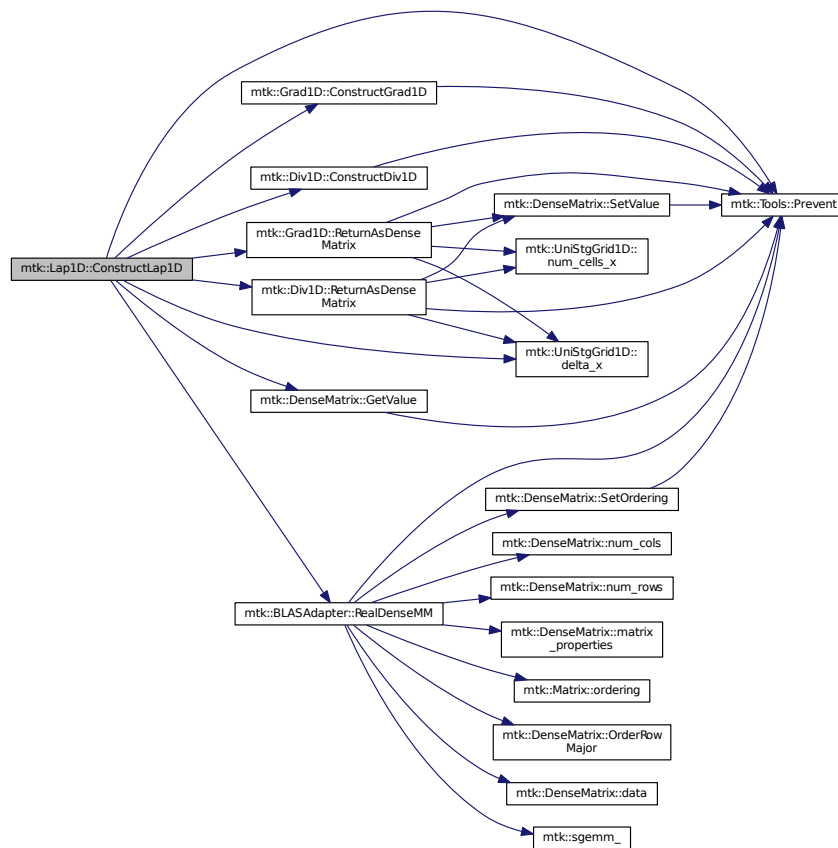 mtk::Grad1D::ConstructGrad1D
mtk::Div1D::ConstructDiv1D
mtk::DenseMatrix::SetValue
mtk::Tools::Prevent
mtk::Grad1D::ReturnAsDense
Matrix
mtk::UniStgGrid1D::
num_cells_x
mtk::Lap1D::ConstructLap1D
mtk::Div1D::ReturnAsDense
Matrix
mtk::UniStgGrid1D::
delta_x
mtk::DenseMatrix::GetValue
mtk::DenseMatrix::SetOrdering
mtk::DenseMatrix::num_cols
mtk::DenseMatrix::num_rows
mtk::BLASAdapter::RealDenseMM
mtk::DenseMatrix::matrix
_properties
mtk::Matrix::ordering
mtk::DenseMatrix::OrderRow
Major
mtk::DenseMatrix::data
mtk::sgemm_